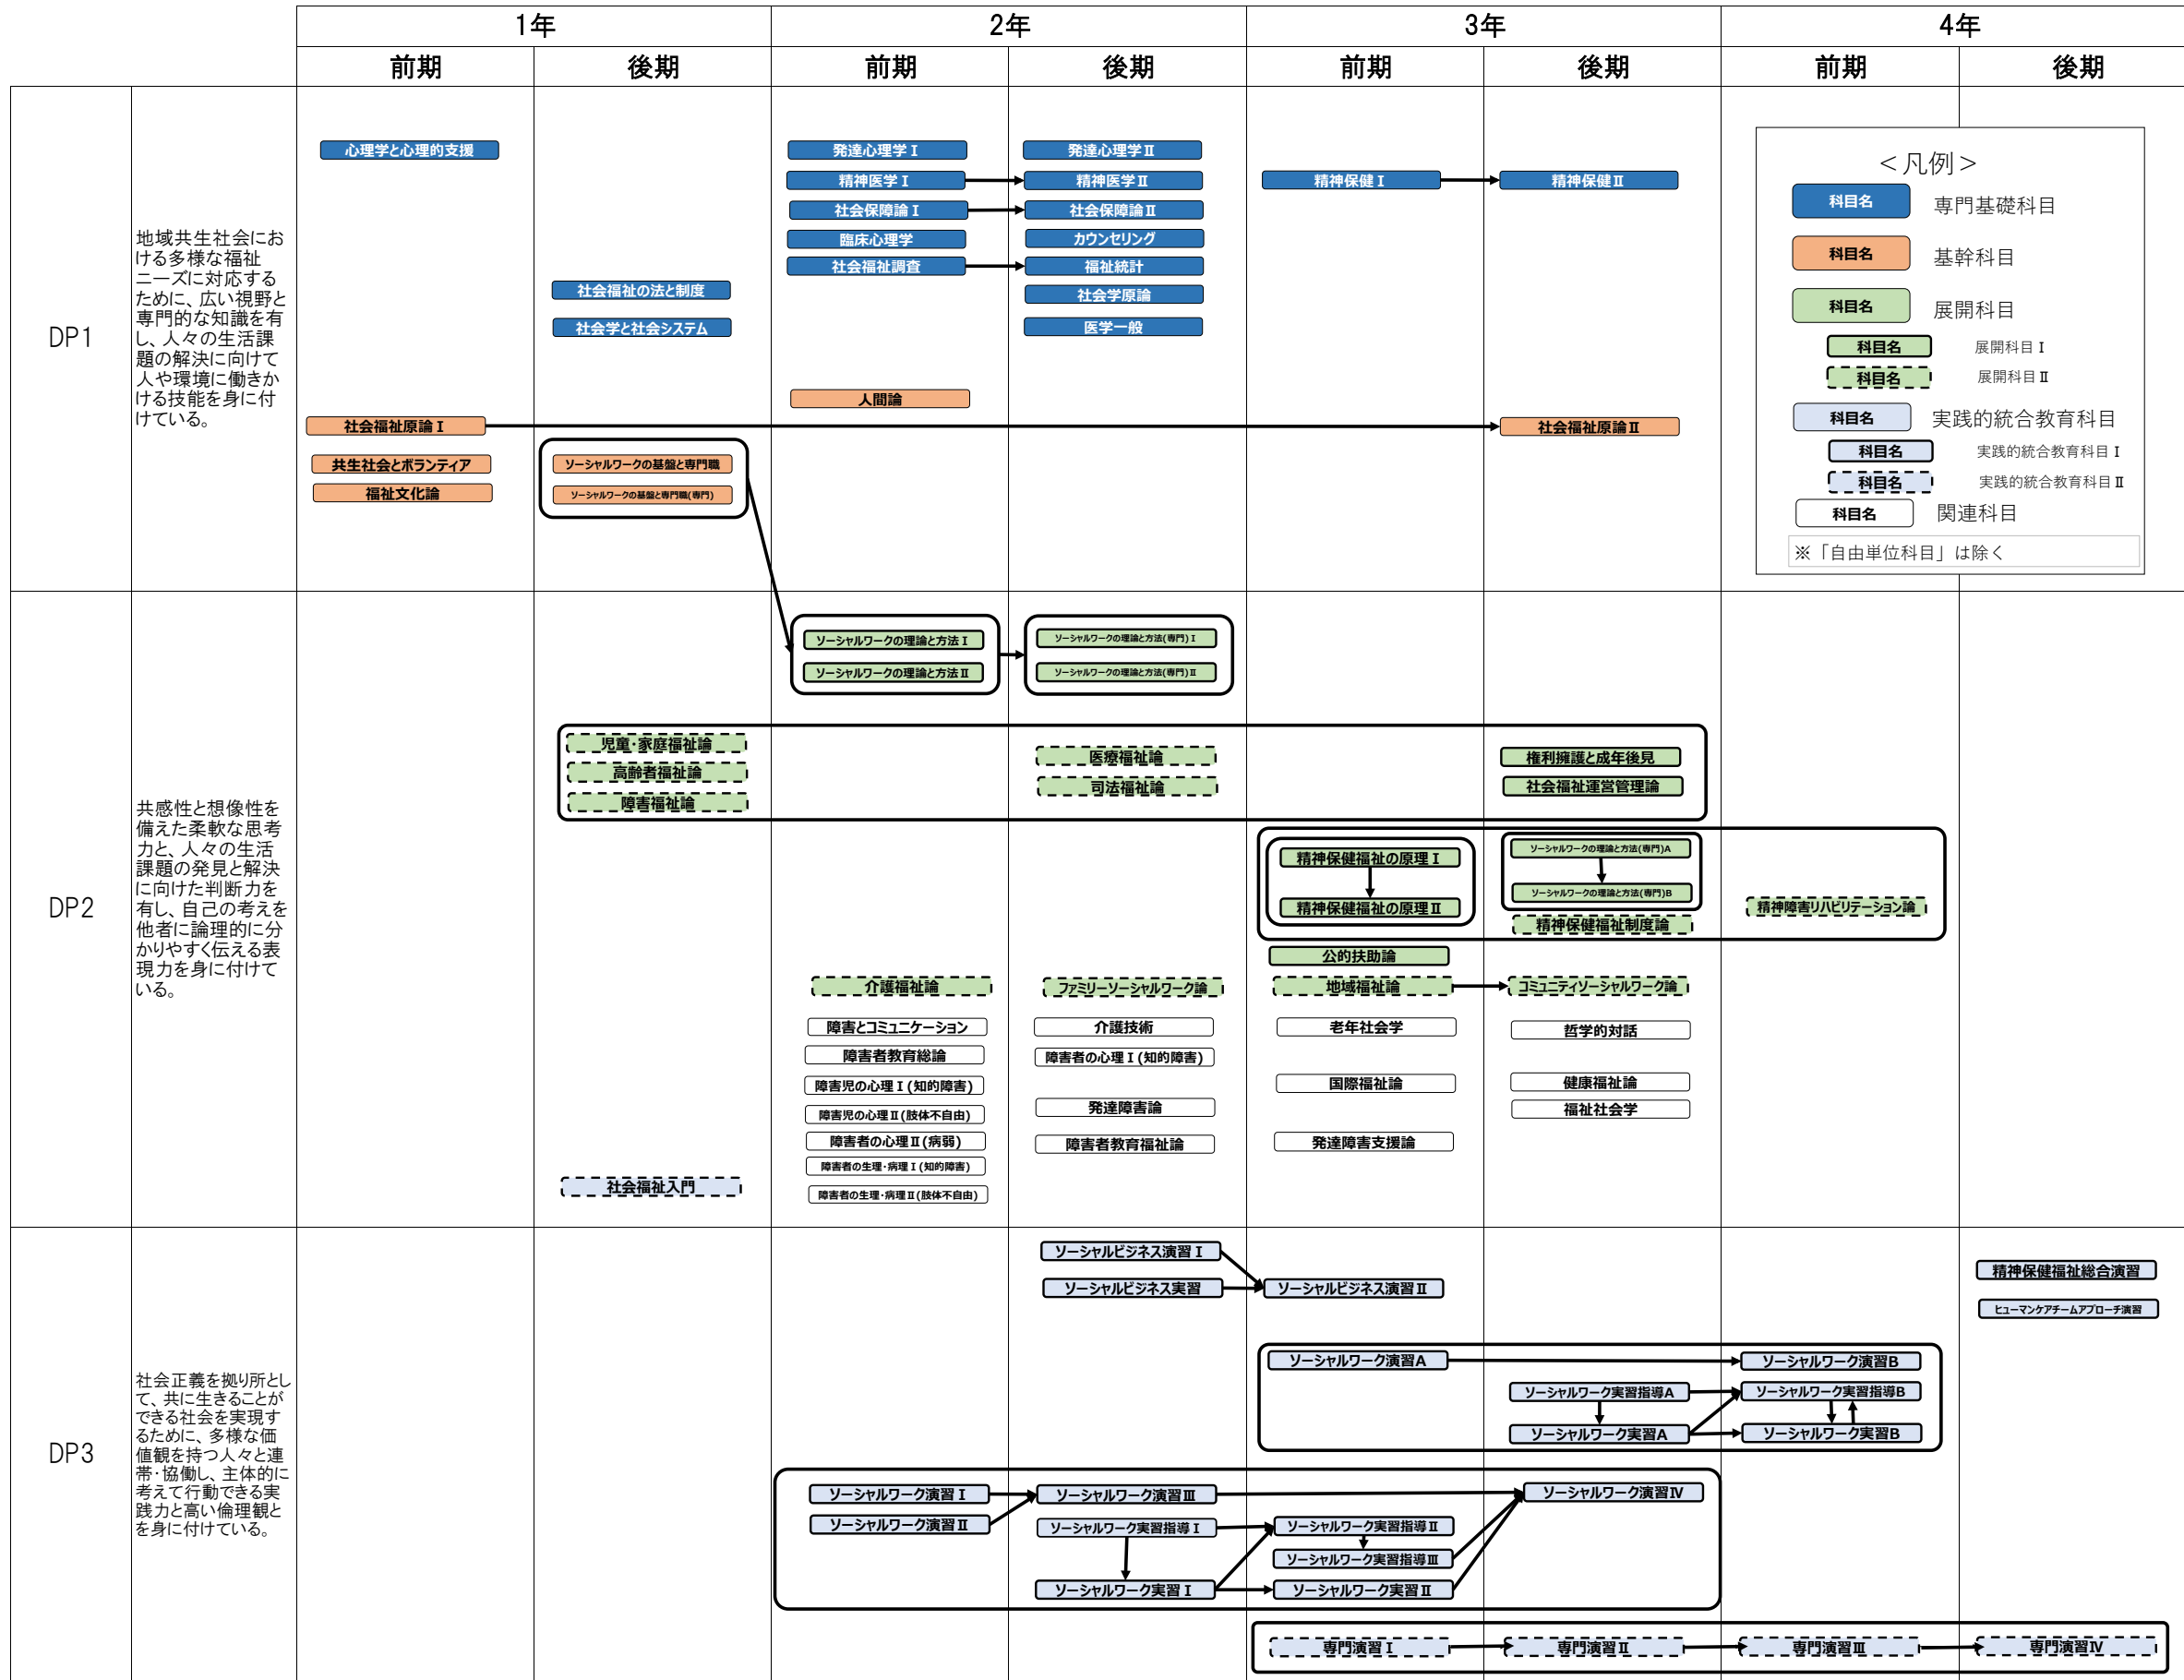 1年
2年
3年
4年
前期
後期
前期
後期
前期
後期
前期
後期
DP1
地域共生社会にお
ける多様な福祉
ニーズに対応する
ために、広い視野と
専門的な知識を有
し、人々の生活課
題の解決に向けて
人や環境に働きか
ける技能を身に付
けている。
心理学と心理的支援
社会福祉原論Ⅰ
共生社会とボランティア
福祉文化論
社会福祉の法と制度
社会学と社会システム
ソーシャルワークの基盤と専門職
ソーシャルワークの基盤と専門職(専門)
発達心理学Ⅰ
精神医学Ⅰ
社会保障論Ⅰ
臨床心理学
社会福祉調査
人間論
発達心理学Ⅱ
精神医学Ⅱ
社会保障論Ⅱ
カウンセリング
福祉統計
社会学原論
医学一般
精神保健Ⅰ
精神保健Ⅱ
社会福祉原論Ⅱ
＜凡例＞
科目名 専門基礎科目
科目名 基幹科目
科目名 展開科目
科目名 展開科目Ⅰ
科目名 展開科目Ⅱ
科目名 実践的統合教育科目
科目名 実践的統合教育科目Ⅰ
科目名 実践的統合教育科目Ⅱ
科目名 関連科目
※「自由単位科目」は除く
DP2
共感性と想像性を
備えた柔軟な思考
力と、人々の生活
課題の発見と解決
に向けた判断力を
有し、自己の考えを
他者に論理的に分
かりやすく伝える表
現力を身に付けて
いる。
ソーシャルワークの理論と方法Ⅰ
ソーシャルワークの理論と方法Ⅱ
ソーシャルワークの理論と方法(専門)Ⅰ
ソーシャルワークの理論と方法(専門)Ⅱ
児童・家庭福祉論
高齢者福祉論
障害福祉論
医療福祉論
司法福祉論
権利擁護と成年後見
社会福祉運営管理論
精神保健福祉の原理Ⅰ
精神保健福祉の原理Ⅱ
ソーシャルワークの理論と方法(専門)A
ソーシャルワークの理論と方法(専門)B
精神保健福祉制度論
精神障害リハビリテーション論
公的扶助論
介護福祉論
ファミリーソーシャルワーク論
地域福祉論
コミュニティソーシャルワーク論
障害とコミュニケーション
障害者教育総論
障害児の心理Ⅰ(知的障害)
障害児の心理Ⅱ(肢体不自由)
障害者の心理Ⅱ(病弱)
障害者の生理・病理Ⅰ(知的障害)
障害者の生理・病理Ⅱ(肢体不自由)
介護技術
障害者の心理Ⅰ(知的障害)
発達障害論
障害者教育福祉論
老年社会学
国際福祉論
発達障害支援論
哲学的対話
健康福祉論
福祉社会学
社会福祉入門
DP3
社会正義を拠り所とし
て、共に生きることが
できる社会を実現す
るために、多様な価
値観を持つ人々と連
帯・協働し、主体的に
考えて行動できる実
践力と高い倫理観と
を身に付けている。
ソーシャルビジネス演習Ⅰ
ソーシャルビジネス実習
ソーシャルビジネス演習Ⅱ
精神保健福祉総合演習
ヒューマンケアチームアプローチ演習
ソーシャルワーク演習A
ソーシャルワーク演習B
ソーシャルワーク実習指導A
ソーシャルワーク実習指導B
ソーシャルワーク実習A
ソーシャルワーク実習B
ソーシャルワーク演習Ⅰ
ソーシャルワーク演習Ⅱ
ソーシャルワーク演習Ⅲ
ソーシャルワーク実習指導Ⅰ
ソーシャルワーク実習Ⅰ
ソーシャルワーク実習指導Ⅱ
ソーシャルワーク実習指導Ⅲ
ソーシャルワーク実習Ⅱ
ソーシャルワーク演習Ⅳ
専門演習Ⅰ
専門演習Ⅱ
専門演習Ⅲ
専門演習Ⅳ